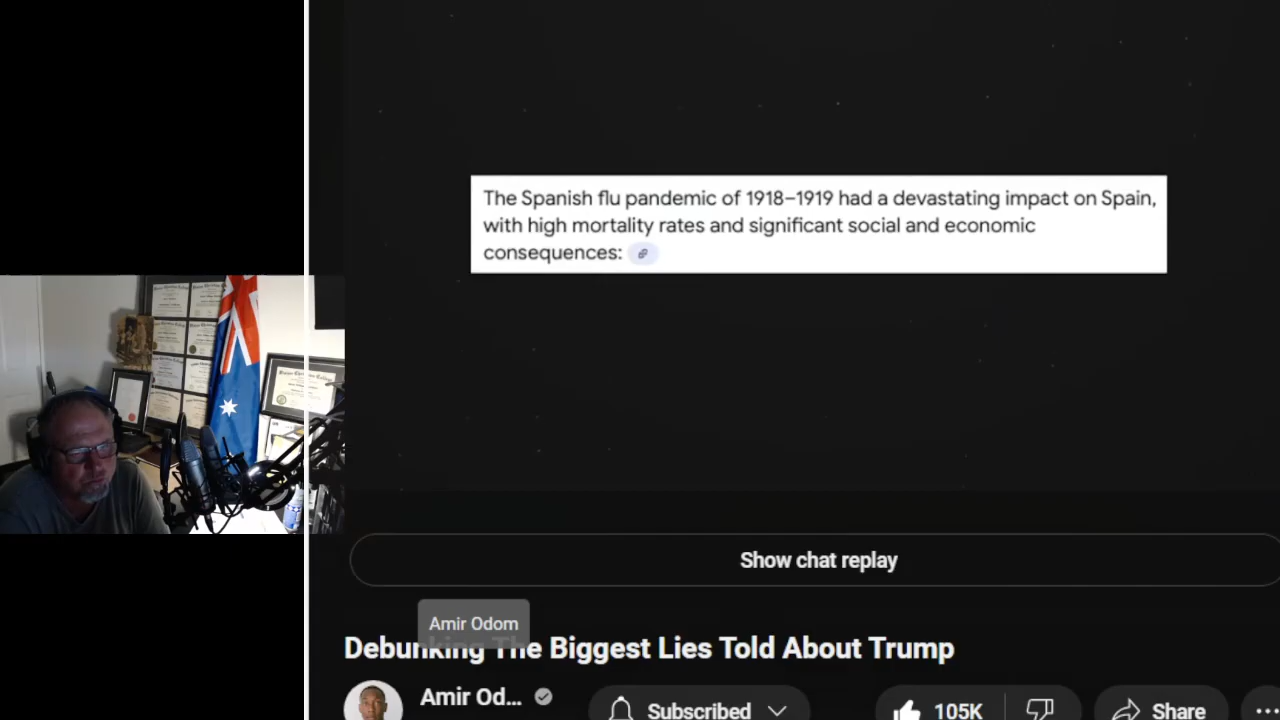 The Spanish flu pandemic of 1918–1919 had a devastating impact on Spain,
with high mortality rates and significant social and economic
consequences:
Show chat replay
Amir Odom
Debunking The Biggest Lies Told About Trump
Amir Od...
Subscribed
105K
Share